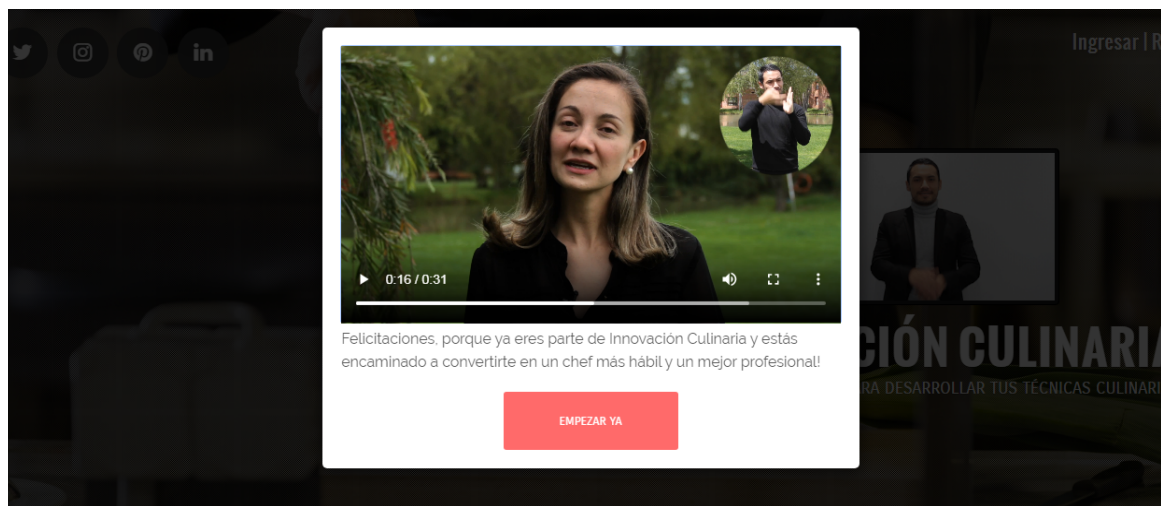 in
Ingresar | R
0:16 / 0:31
Felicitaciones, porque ya eres parte de Innovación Culinaria y estás
encaminado a convertirte en un chef más hábil y un mejor profesional!
CIÓN CULINARIA
RA DESARROLLAR TUS TÉCNICAS CULINARI
EMPEZAR YA